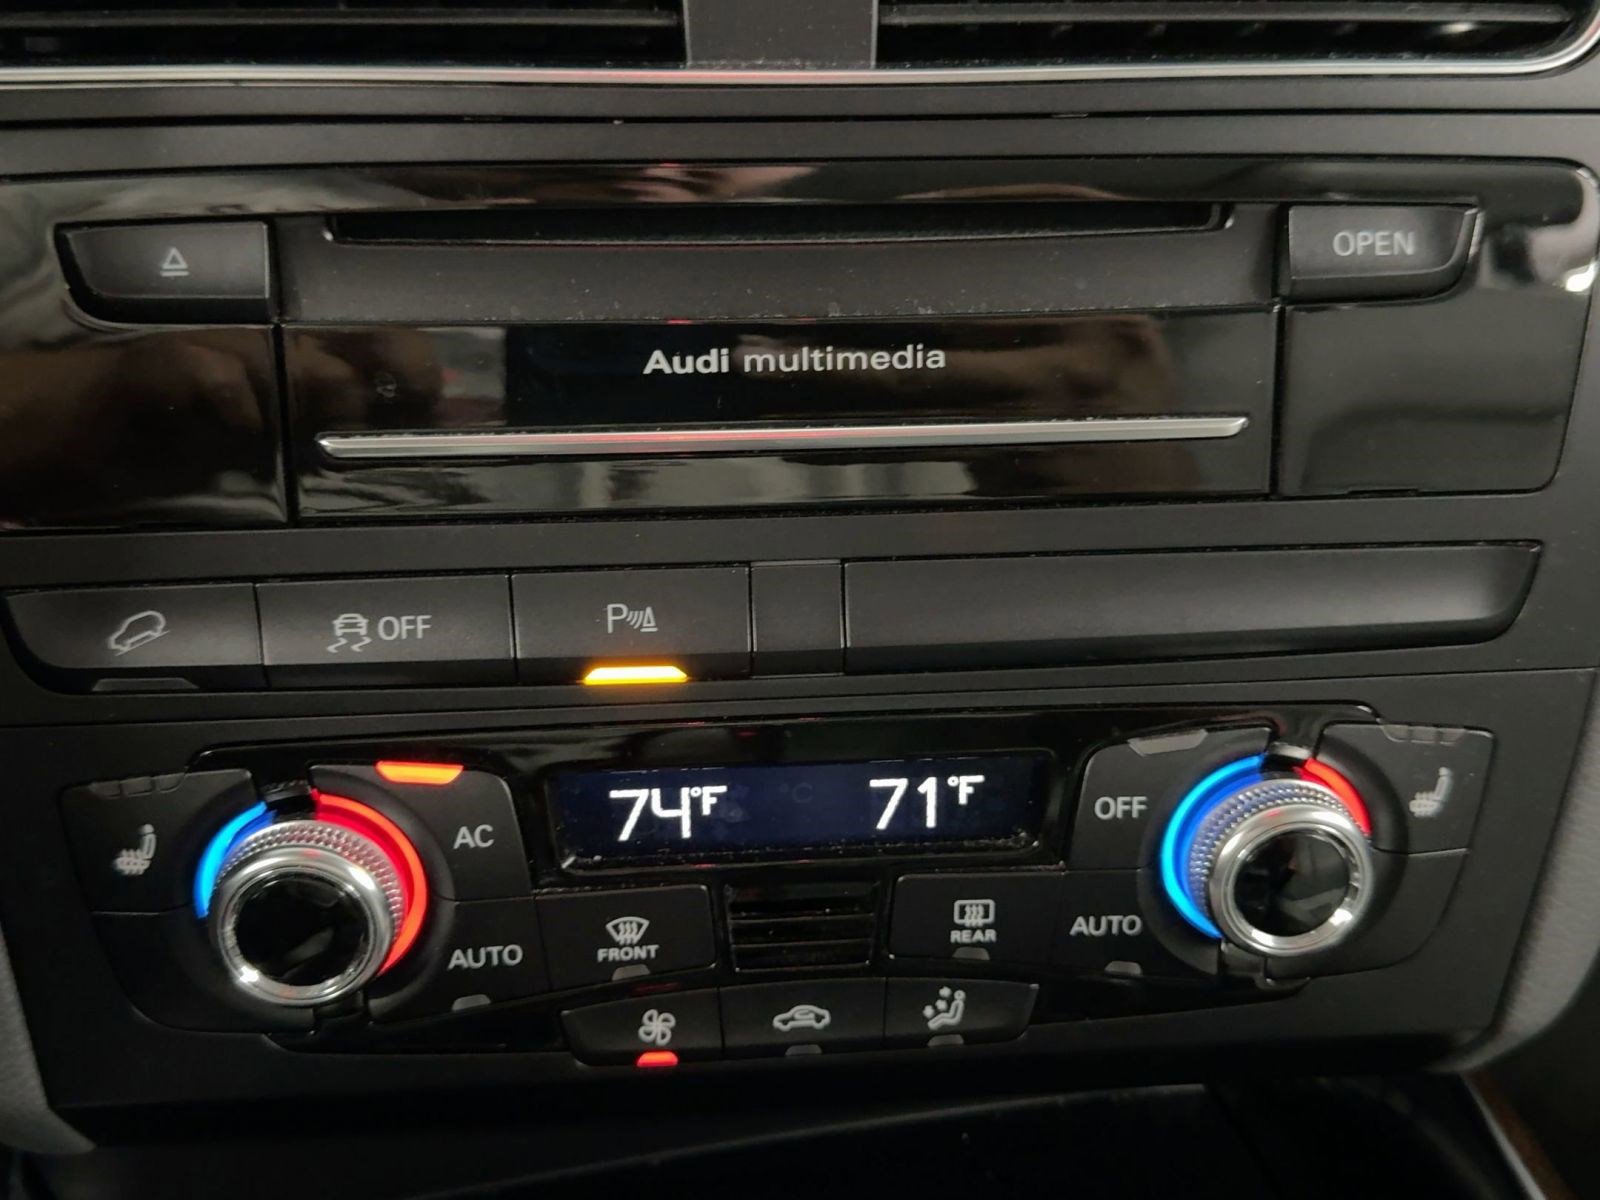 OPEN
Audi multimedia
OFF
P
74°F
71°F
AC
OFF
AUTO
FRONT
REAR
AUTO